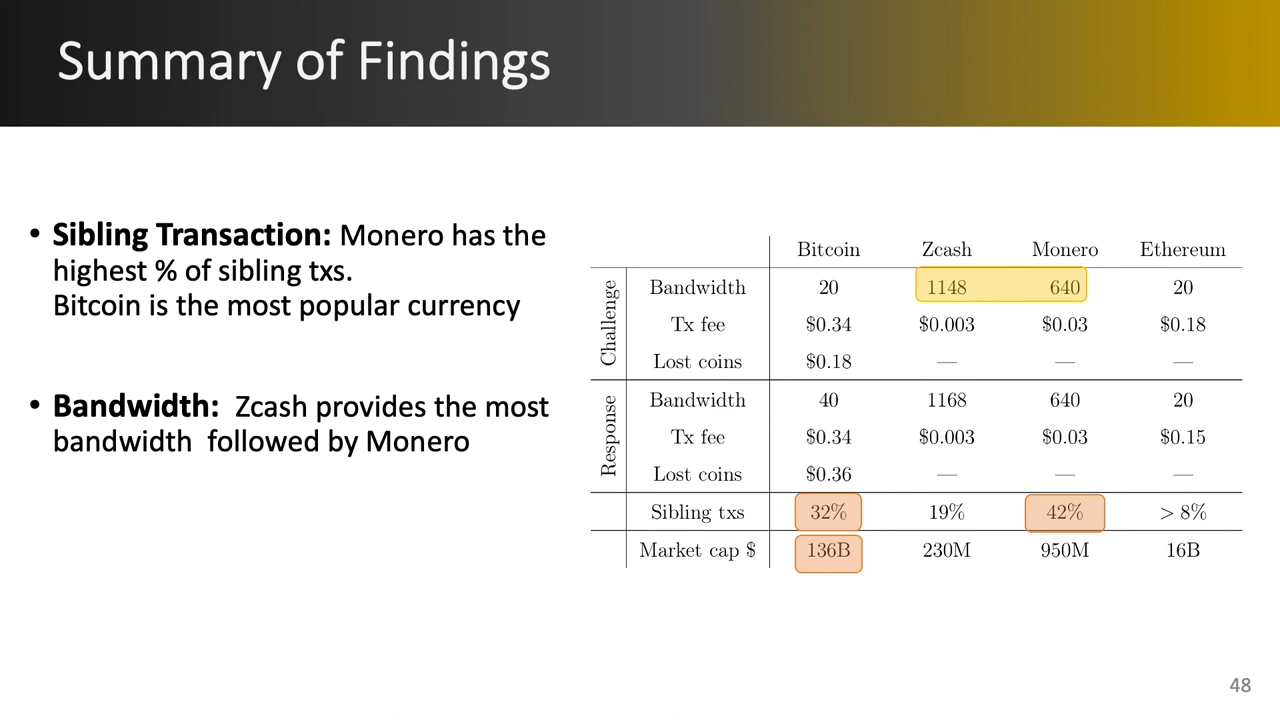 Summary of Findings
• Sibling Transaction: Monero has the
highest % of sibling txs.
Bitcoin is the most popular currency
• Bandwidth: Zcash provides the most
bandwidth followed by Monero
Bitcoin Zcash Monero Ethereum
Challenge
Bandwidth 20 1148 640 20
Tx fee $0.34 $0.003 $0.03 $0.18
Lost coins $0.18 — — —
Response
Bandwidth 40 1168 640 20
Tx fee $0.34 $0.003 $0.03 $0.15
Lost coins $0.36 — — —
Sibling txs 32% 19% 42% > 8%
Market cap $ 136B 230M 950M 16B
48